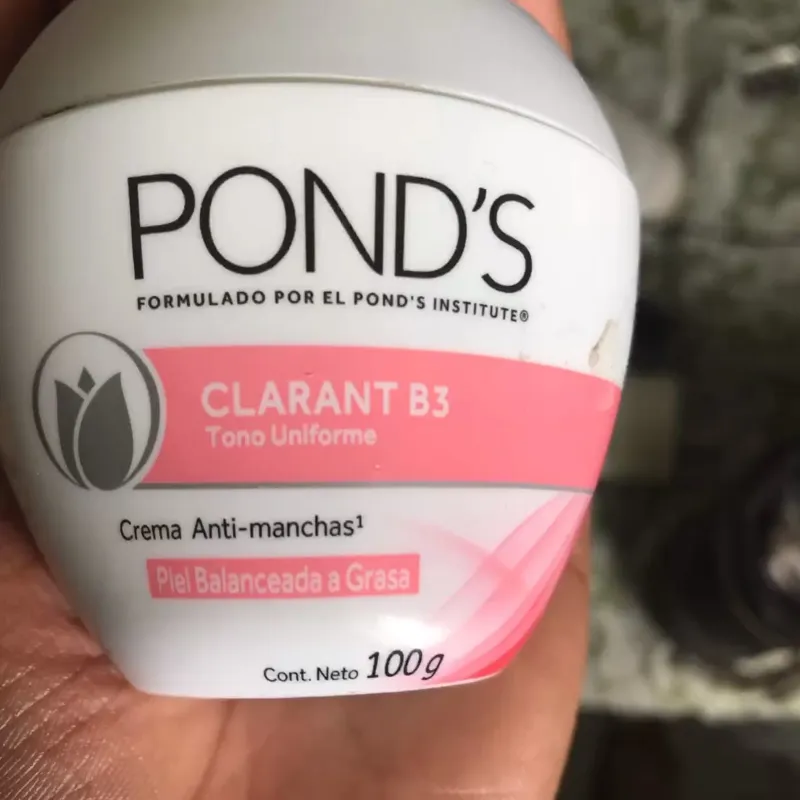 POND'S
FORMULADO POR EL POND'S INSTITUTE®
CLARANT B3
Tono Uniforme
Crema Anti-manchas¹
Piel Balanceada a Grasa
Cont. Neto 100g